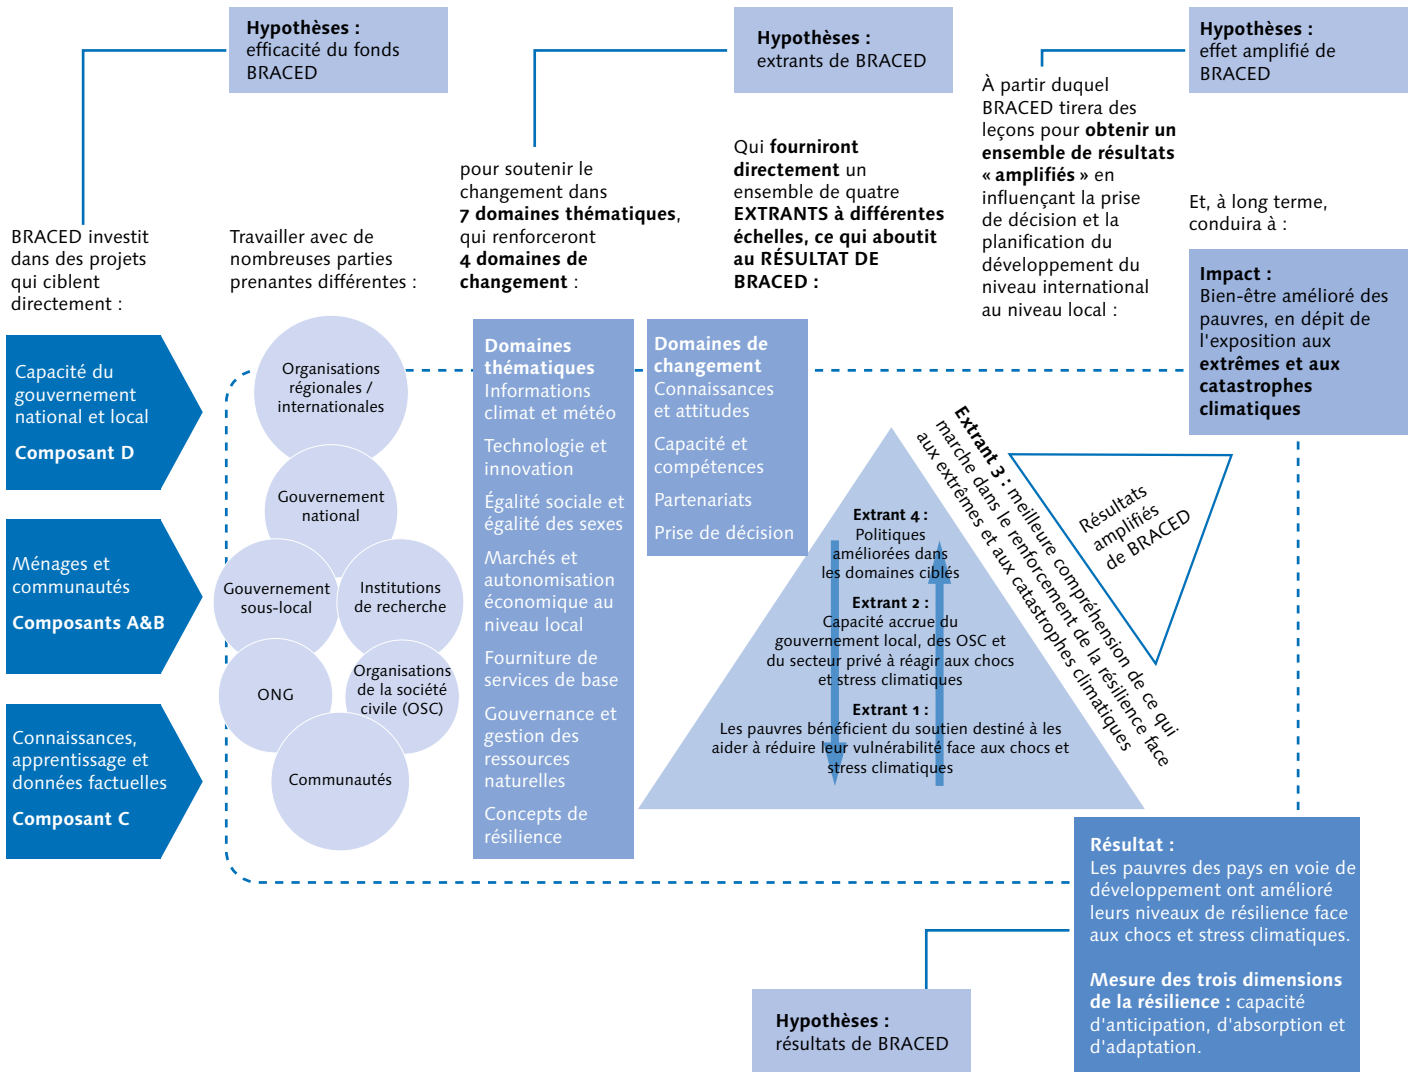 Hypothèses :
efficacité du fonds
BRACED
Hypothèses :
extrants de BRACED
Hypothèses :
effet amplifié de
BRACED
BRACED investit
dans des projets
qui ciblent
directement :
Travailler avec de
nombreuses parties
prenantes différentes :
pour soutenir le
changement dans
7 domaines thématiques,
qui renforceront
4 domaines de
changement :
Qui fourniront
directement un
ensemble de quatre
EXTRANTS à différentes
échelles, ce qui aboutit
au RÉSULTAT DE
BRACED :
À partir duquel
BRACED tirera des
leçons pour obtenir un
ensemble de résultats
« amplifiés » en
influençant la prise
de décision et la
planification du
développement du
niveau international
au niveau local :
Et, à long terme,
conduira à :
Impact :
Bien-être amélioré des
pauvres, en dépit de
l'exposition aux
extrêmes et aux
catastrophes
climatiques
Capacité du
gouvernement
national et local
Composant D
Ménages et
communautés
Composants A&B
Connaissances,
apprentissage et
données factuelles
Composant C
Organisations
régionales /
internationales
Gouvernement
national
Gouvernement
sous-local
Institutions
de recherche
ONG
Organisations
de la société
civile (OSC)
Communautés
Domaines
thématiques
Informations
climat et météo
Technologie et
innovation
Égalité sociale et
égalité des sexes
Marchés et
autonomisation
économique au
niveau local
Fourniture de
services de base
Gouvernance et
gestion des
ressources
naturelles
Concepts de
résilience
Domaines de
changement
Connaissances
et attitudes
Capacité et
compétences
Partenariats
Prise de décision
Extrant 4 :
Politiques
améliorées dans
les domaines ciblés
Extrant 2 :
Capacité accrue du
gouvernement local, des OSC et
du secteur privé à réagir aux chocs
et stress climatiques
Extrant 1 :
Les pauvres bénéficient du soutien destiné à les
aider à réduire leur vulnérabilité face aux chocs et
stress climatiques
Extrant 3 : meilleure compréhension de ce qui
marche dans le renforcement de la résilience face
aux extrêmes et aux catastrophes climatiques
Résultats
amplifiés
de BRACED
Résultat :
Les pauvres des pays en voie de
développement ont amélioré
leurs niveaux de résilience face
aux chocs et stress climatiques.
Mesure des trois dimensions
de la résilience : capacité
d'anticipation, d'absorption et
d'adaptation.
Hypothèses :
résultats de BRACED